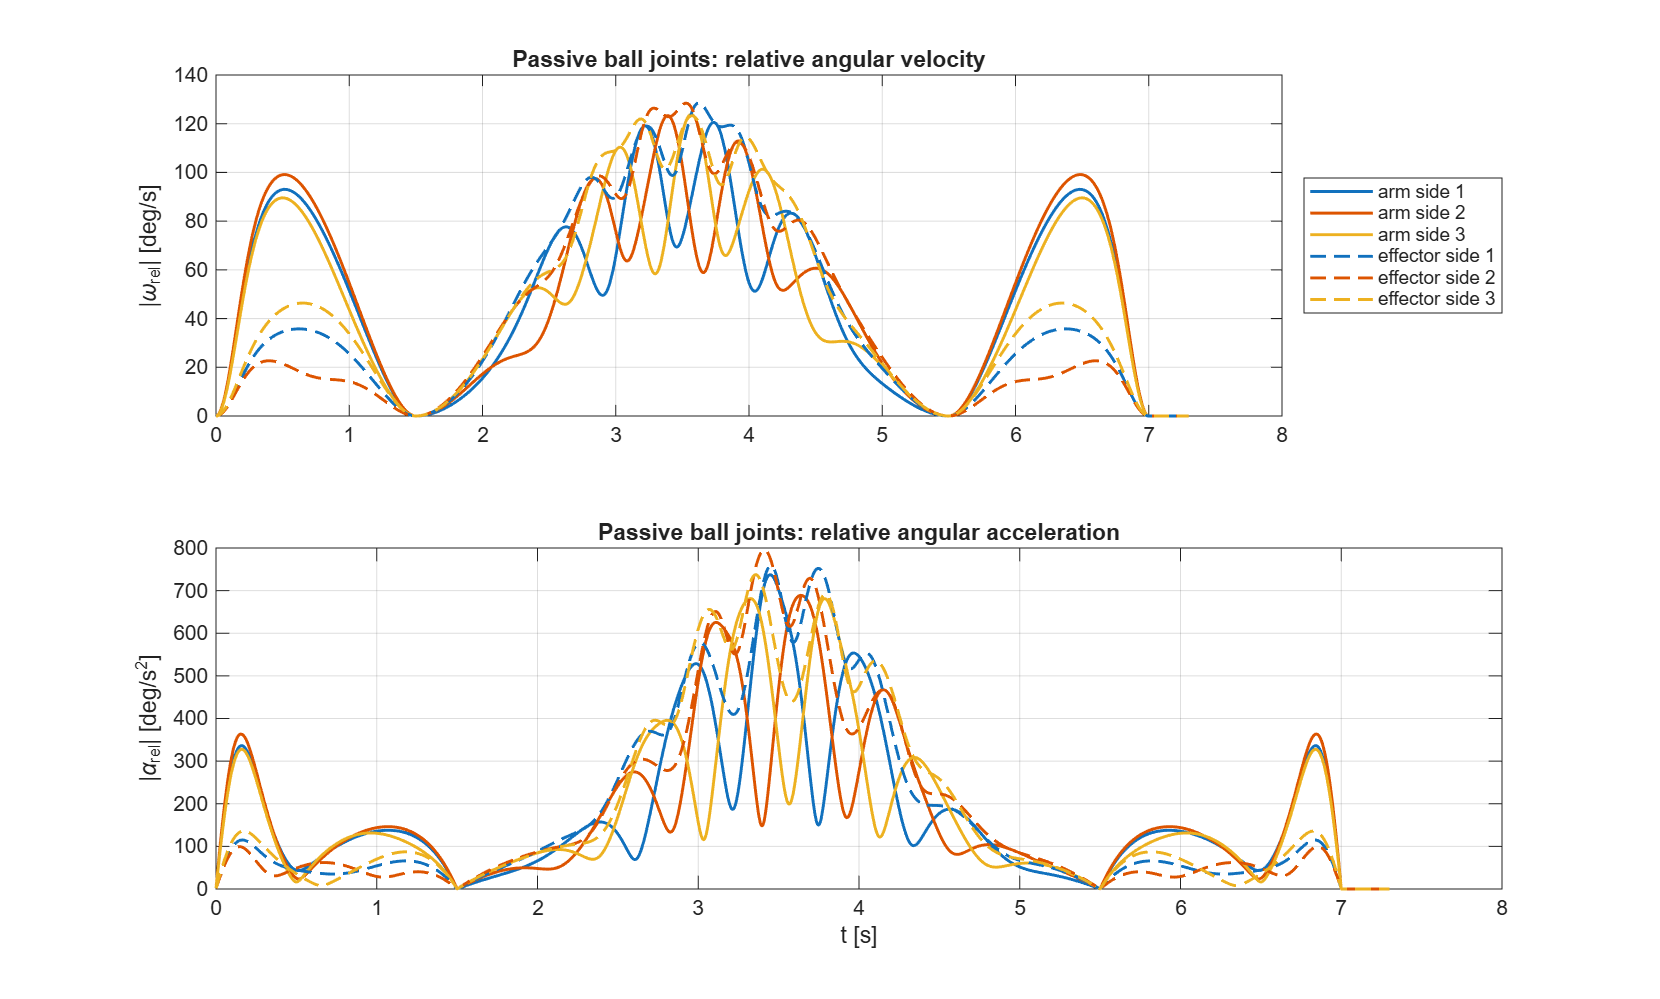 Passive ball joints: relative angular velocity
140
120
100
80
60
40
20
0
|ω_rel| [deg/s]
0 1 2 3 4 5 6 7 8
arm side 1
arm side 2
arm side 3
effector side 1
effector side 2
effector side 3
Passive ball joints: relative angular acceleration
800
700
600
500
400
300
200
100
0
|α_rel| [deg/s²]
0 1 2 3 4 5 6 7 8
t [s]